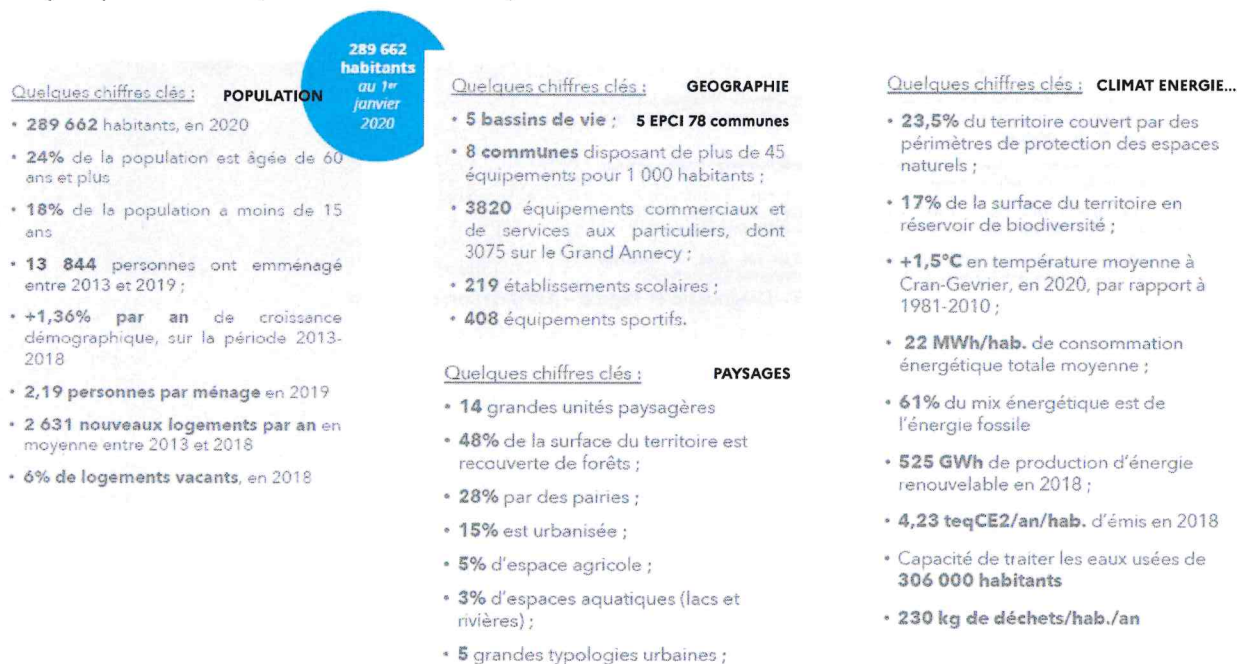 289 662
habitants
au 1er
janvier
2020
Quelques chiffres clés : POPULATION
• 289 662 habitants, en 2020
• 24% de la population est âgée de 60
ans et plus
• 18% de la population a moins de 15
ans
• 13 844 personnes ont emménagé
entre 2013 et 2019 ;
• +1,36% par an de croissance
démographique, sur la période 2013-
2018
• 2,19 personnes par ménage en 2019
• 2 631 nouveaux logements par an en
moyenne entre 2013 et 2018
• 6% de logements vacants, en 2018
Quelques chiffres clés : GEOGRAPHIE
• 5 bassins de vie ; 5 EPCI 78 communes
• 8 communes disposant de plus de 45
équipements pour 1 000 habitants ;
• 3820 équipements commerciaux et
de services aux particuliers, dont
3075 sur le Grand Annecy ;
• 219 établissements scolaires ;
• 408 équipements sportifs.
Quelques chiffres clés : PAYSAGES
• 14 grandes unités paysagères
• 48% de la surface du territoire est
recouverte de forêts ;
• 28% par des pairies ;
• 15% est urbanisée ;
• 5% d'espace agricole ;
• 3% d'espaces aquatiques (lacs et
rivières) ;
• 5 grandes typologies urbaines ;
Quelques chiffres clés : CLIMAT ENERGIE...
• 23,5% du territoire couvert par des
périmètres de protection des espaces
naturels ;
• 17% de la surface du territoire en
réservoir de biodiversité ;
• +1,5°C en température moyenne à
Cran-Gevrier, en 2020, par rapport à
1981-2010 ;
• 22 MWh/hab. de consommation
énergétique totale moyenne ;
• 61% du mix énergétique est de
l'énergie fossile
• 525 GWh de production d'énergie
renouvelable en 2018 ;
• 4,23 teqCE2/an/hab. d'émis en 2018
• Capacité de traiter les eaux usées de
306 000 habitants
• 230 kg de déchets/hab./an